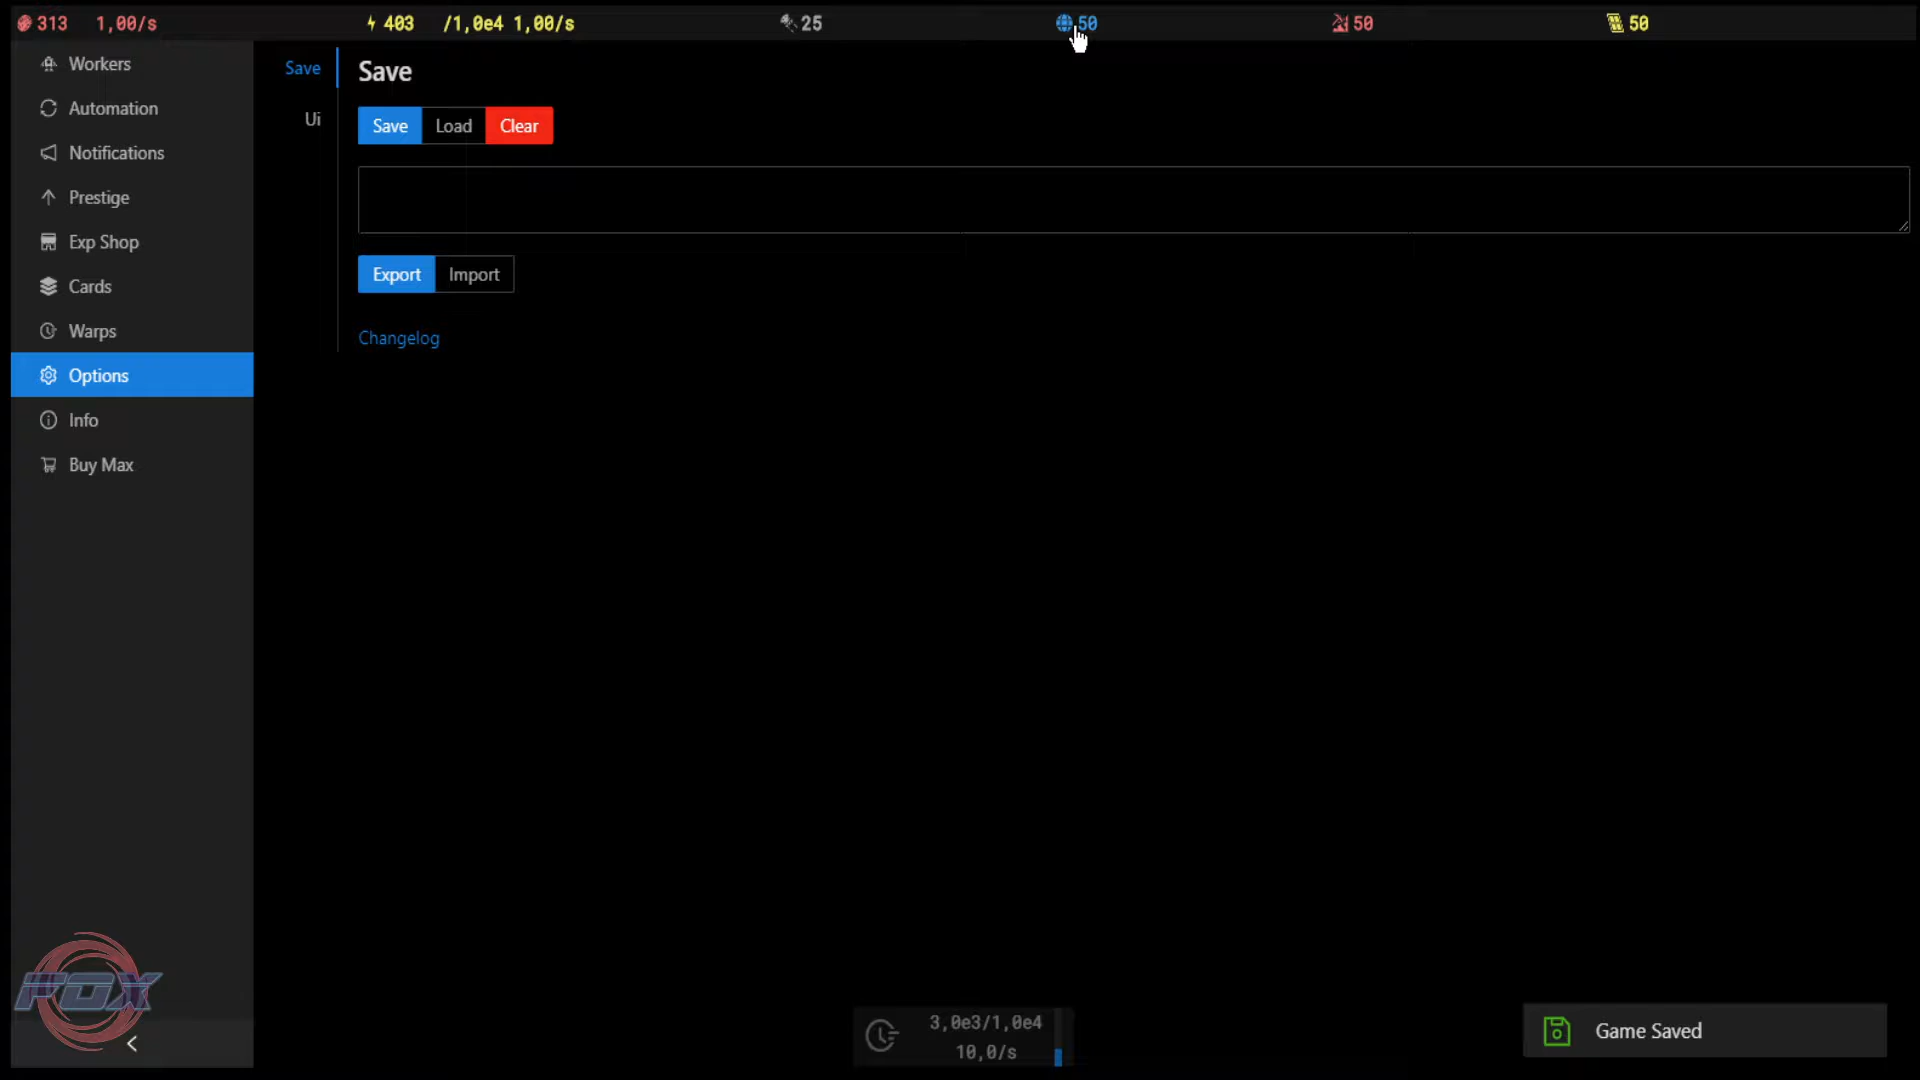 313 1,00/s 403 /1,0e4 1,00/s 25 50 50 50
Workers
Automation
Notifications
Prestige
Exp Shop
Cards
Warps
Options
Info
Buy Max
Save
Ui
Save
Save Load Clear
Export Import
Changelog
FOX
3,0e3/1,0e4
10,0/s
Game Saved